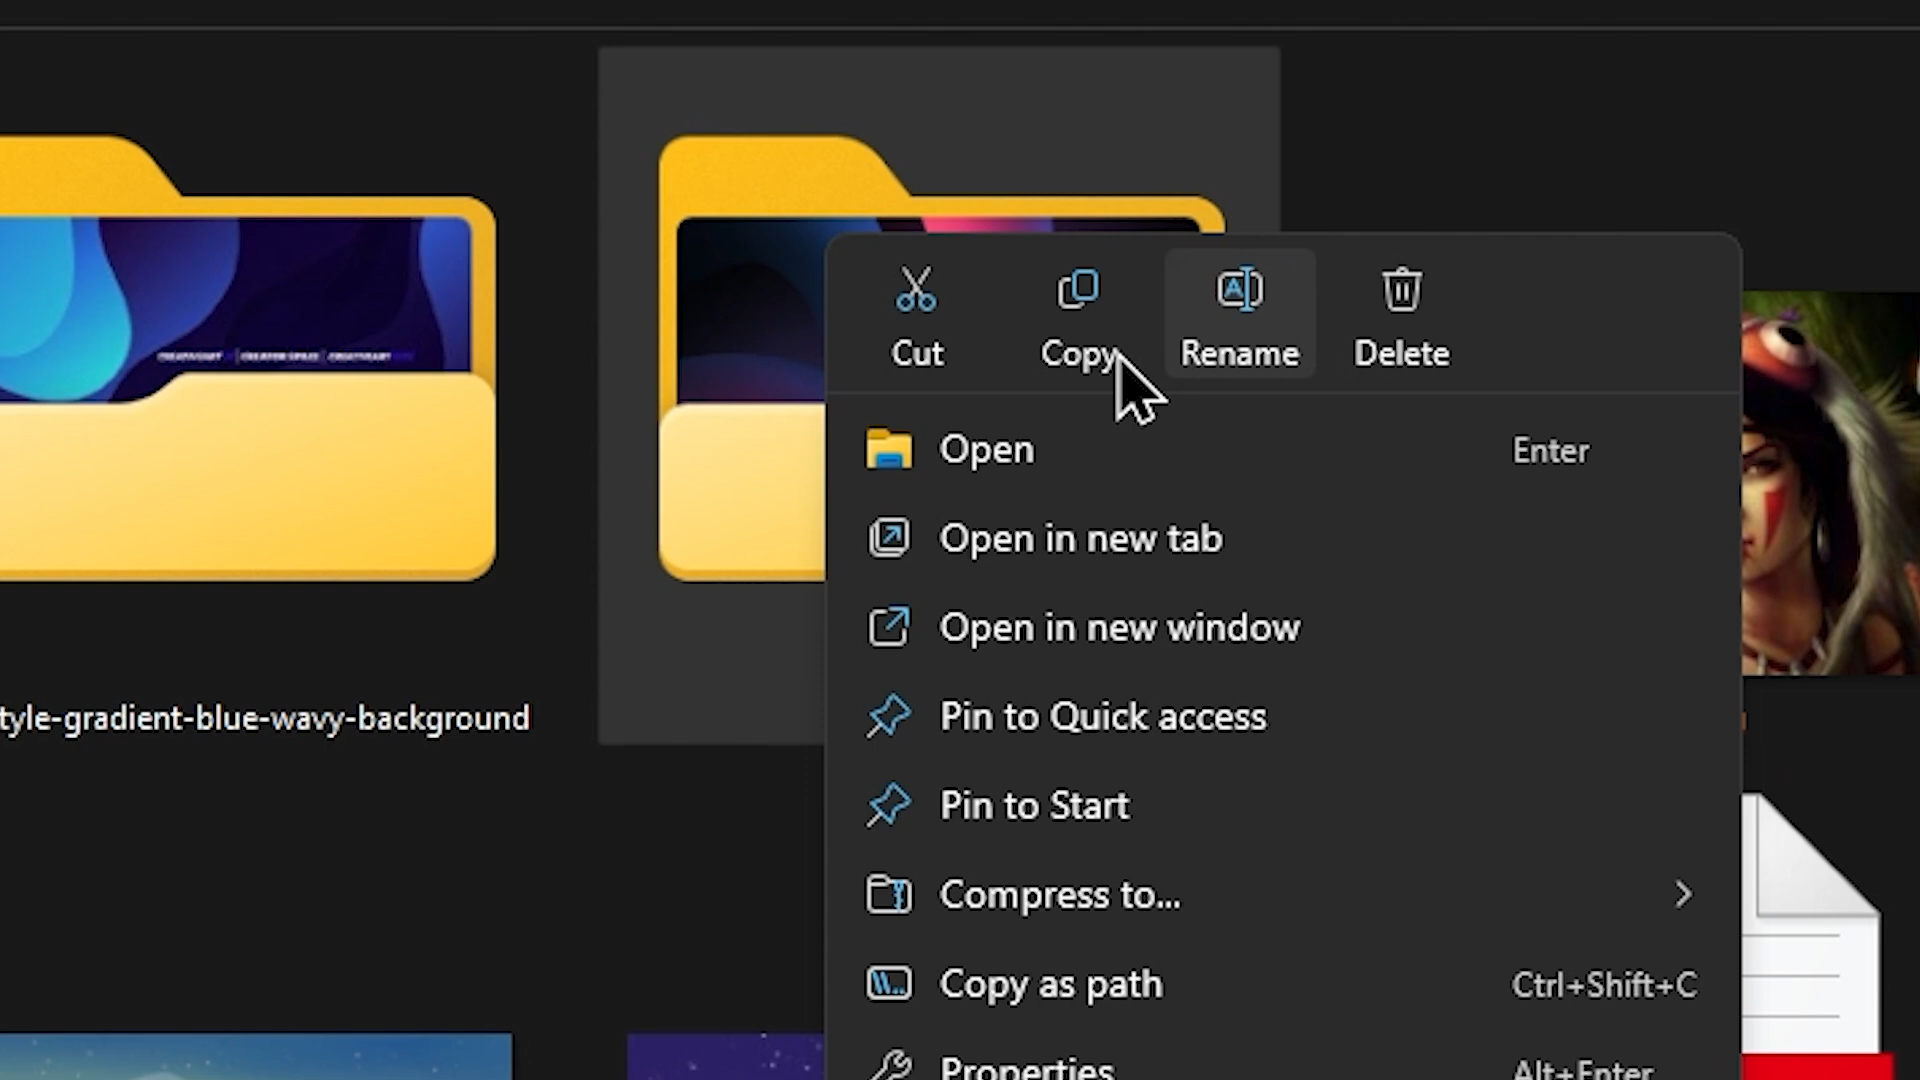 Cut Copy Rename Delete
Open Enter
Open in new tab
Open in new window
tyle-gradient-blue-wavy-background
Pin to Quick access
Pin to Start
Compress to...
Copy as path Ctrl+Shift+C
Properties Alt+Enter